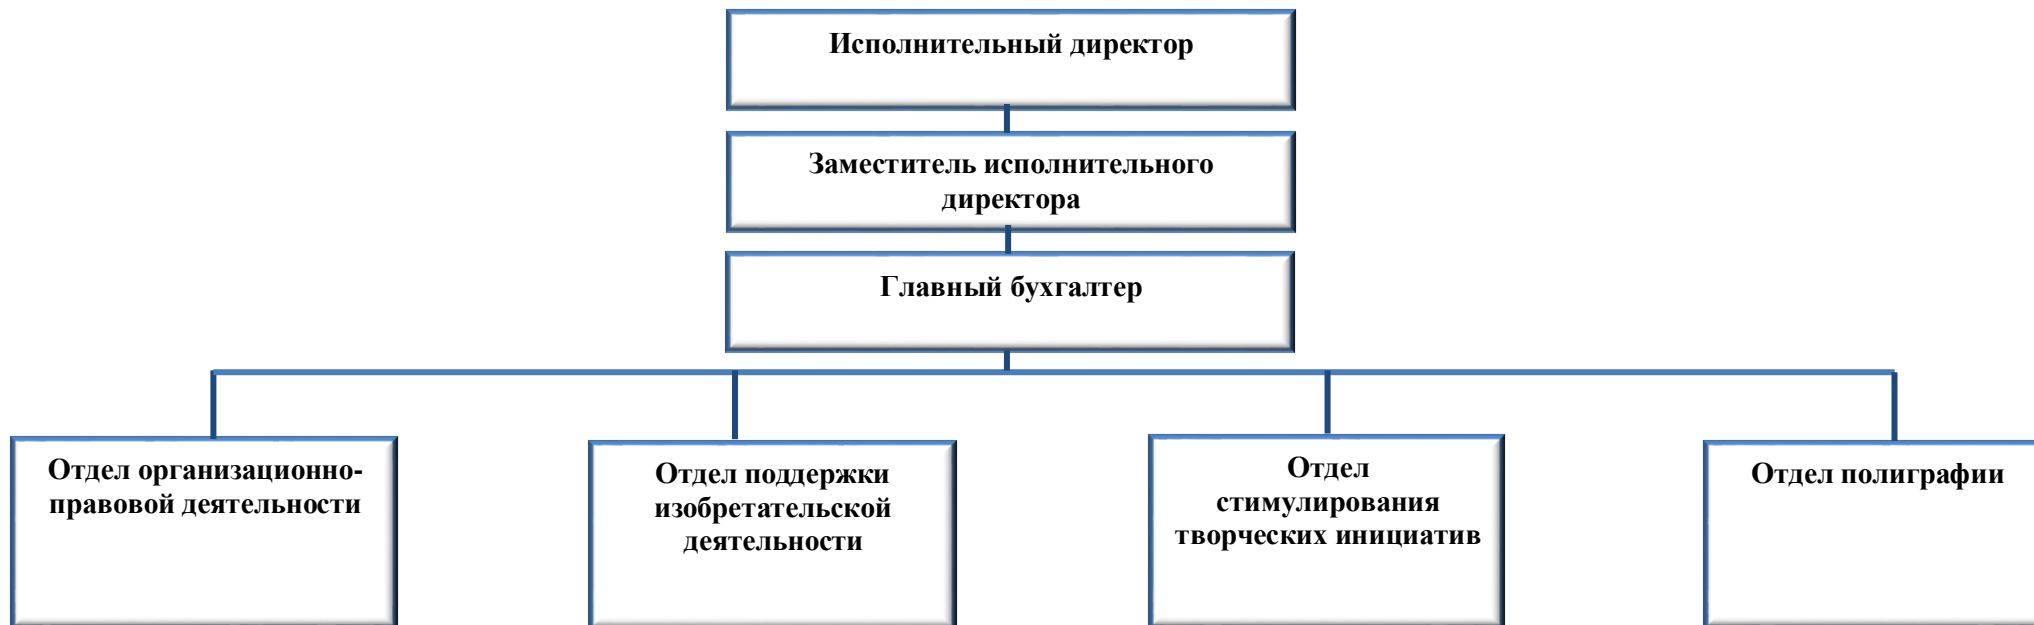 Исполнительный директор
Заместитель исполнительного
директора
Главный бухгалтер
Отдел организационно-
правовой деятельности
Отдел поддержки
изобретательской
деятельности
Отдел
стимулирования
творческих инициатив
Отдел полиграфии